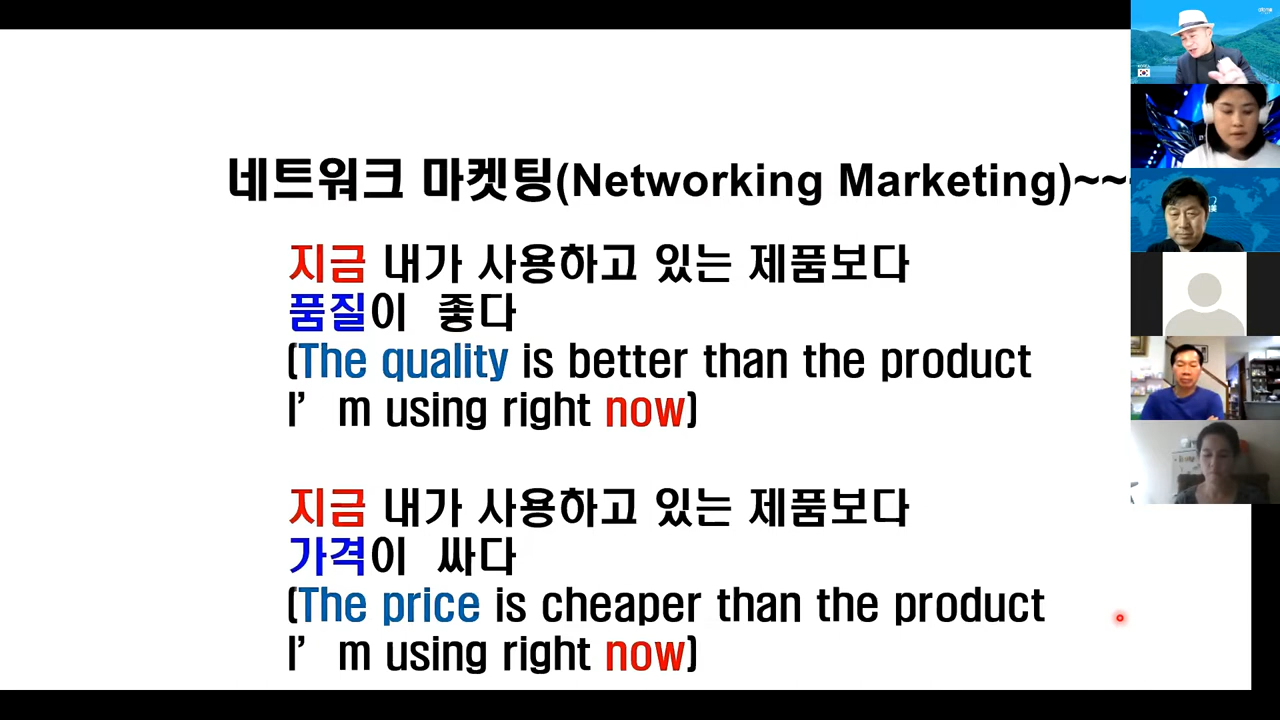 네트워크 마켓팅(Networking Marketing)~~
지금 내가 사용하고 있는 제품보다
품질이 좋다
(The quality is better than the product
I’m using right now)
지금 내가 사용하고 있는 제품보다
가격이 싸다
(The price is cheaper than the product
I’m using right now)